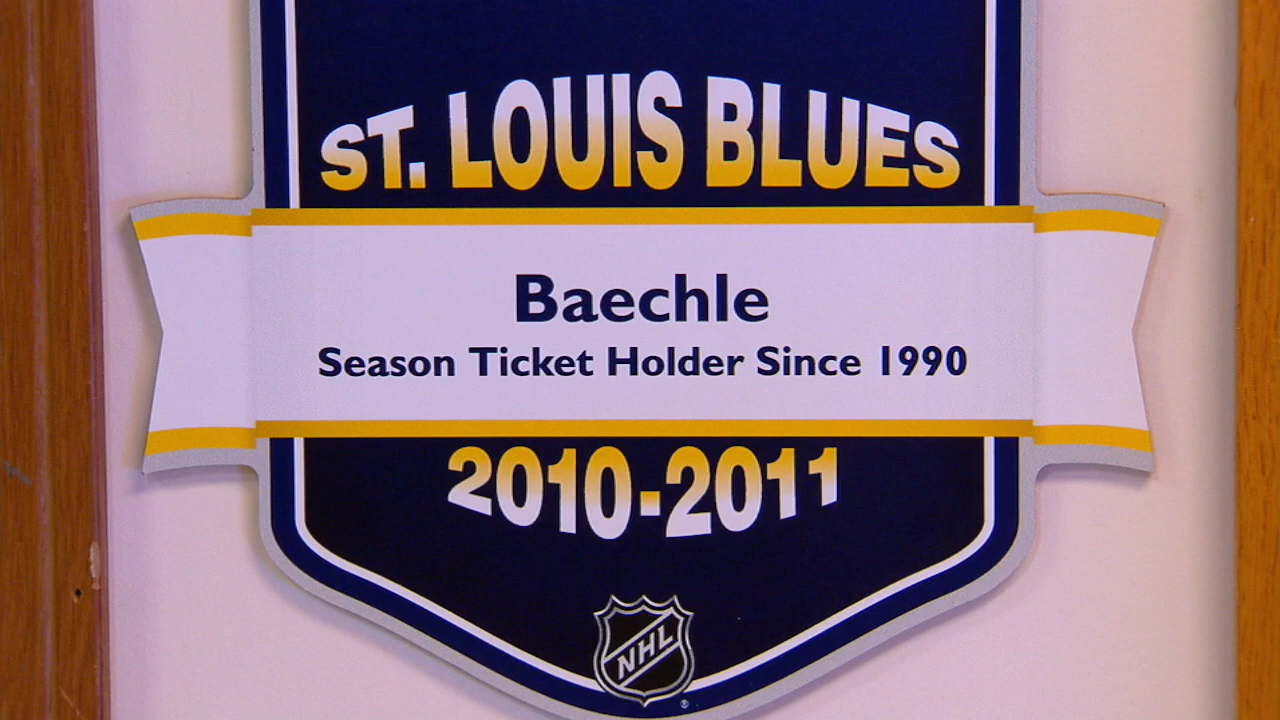 ST. LOUIS BLUES
Baechle
Season Ticket Holder Since 1990
2010-2011
NHL